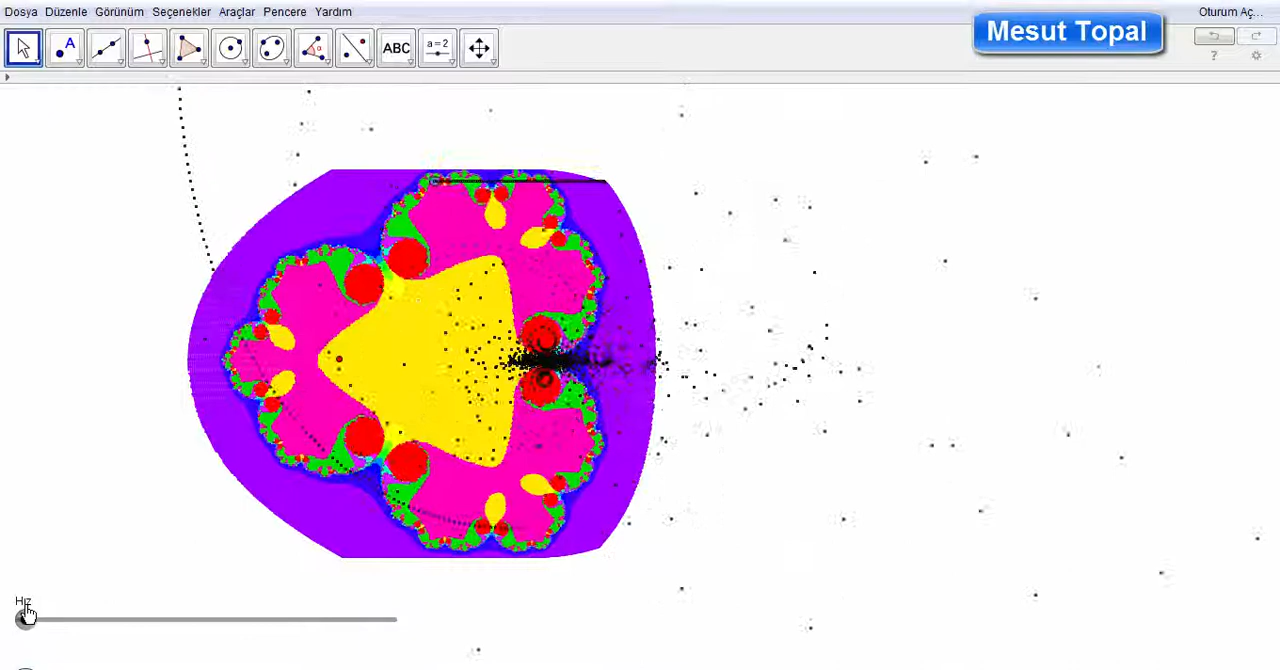 Dosya Düzenle Görünüm Seçenekler Araçlar Pencere Yardım
Oturum Aç...
Mesut Topal
A
ABC
a=2
?
Hız